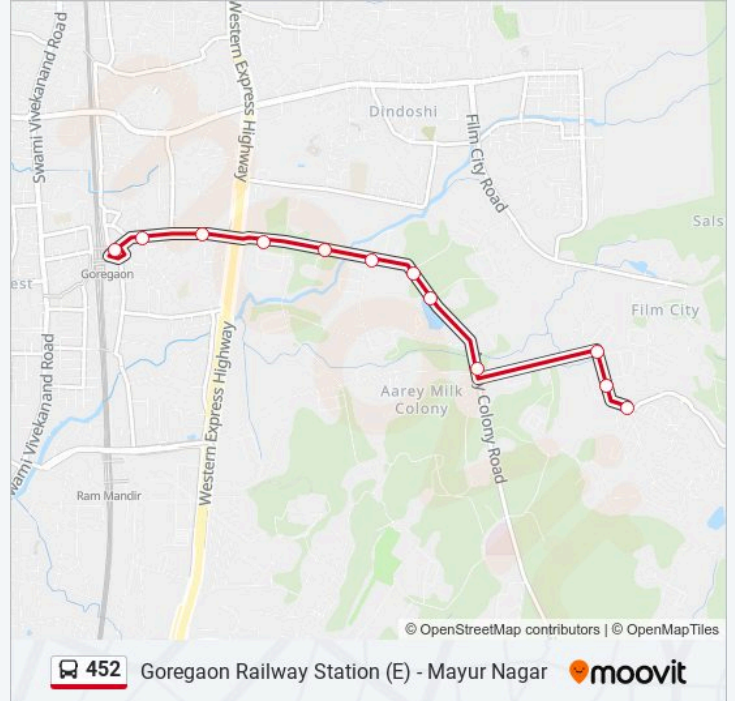 Swami Vivekanand Road
Western Express Highway
Dindoshi
Film City Road
Sals
Goregaon
est
Film City
Swami Vivekanand Road
Western Express Highway
Aarey Milk
Colony
y Colony Road
Ram Mandir
© OpenStreetMap contributors | © OpenMapTiles
452 Goregaon Railway Station (E) - Mayur Nagar moovit